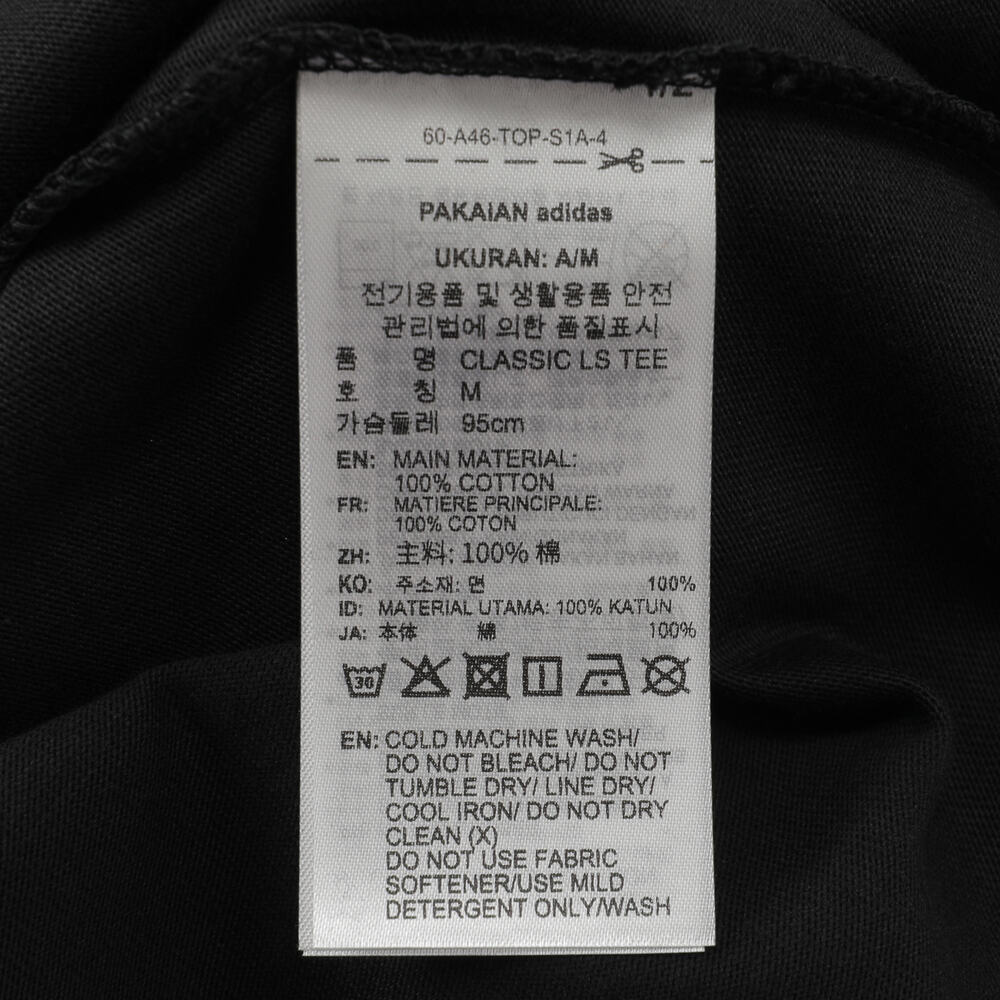 60-A46-TOP-S1A-4
PAKAIAN adidas
UKURAN: A/M
전기용품 및 생활용품 안전
관리법에 의한 품질표시
품 명 CLASSIC LS TEE
호 칭 M
가슴둘레 95cm
EN: MAIN MATERIAL:
100% COTTON
FR: MATIERE PRINCIPALE:
100% COTON
ZH: 主料: 100% 棉
KO: 주소재: 면 100%
ID: MATERIAL UTAMA: 100% KATUN
JA: 本体 綿 100%
30
EN: COLD MACHINE WASH/
DO NOT BLEACH/ DO NOT
TUMBLE DRY/ LINE DRY/
COOL IRON/ DO NOT DRY
CLEAN (X)
DO NOT USE FABRIC
SOFTENER/USE MILD
DETERGENT ONLY/WASH